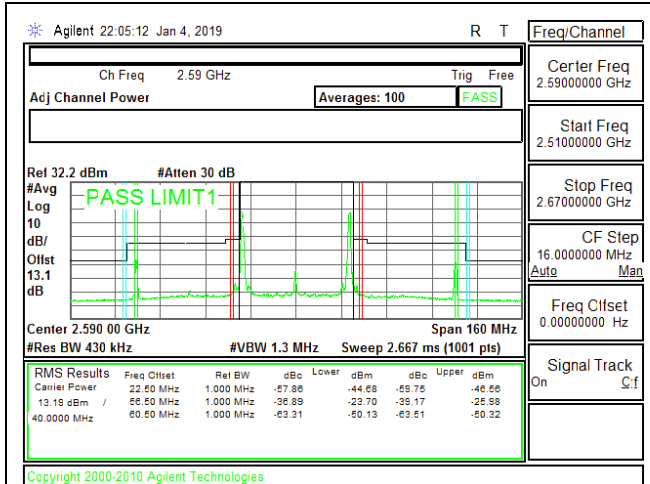 Agilent 22:05:12 Jan 4, 2019 R T
Freq/Channel
Ch Freq 2.59 GHz Trig Free
Adj Channel Power Averages: 100 PASS
Center Freq
2.59000000 GHz
Start Freq
2.51000000 GHz
Stop Freq
2.67000000 GHz
CF Step
16.0000000 MHz
Auto Man
Freq Offset
0.00000000 Hz
Signal Track
On Off
Ref 32.2 dBm #Atten 30 dB
#Avg
Log
10
dB/
Offst
13.1
dB
PASS LIMIT1
Center 2.590 00 GHz Span 160 MHz
#Res BW 430 kHz #VBW 1.3 MHz Sweep 2.667 ms (1001 pts)
RMS Results Freq Offset Ref BW dBc Lower dBm dBc Upper dBm
Carrier Power 22.50 MHz 1.000 MHz -57.86 -44.68 -59.75 -46.56
13.19 dBm / 56.50 MHz 1.000 MHz -36.89 -23.70 -39.17 -25.98
40.0000 MHz 60.50 MHz 1.000 MHz -63.31 -50.13 -63.51 -50.32
Copyright 2000-2010 Agilent Technologies